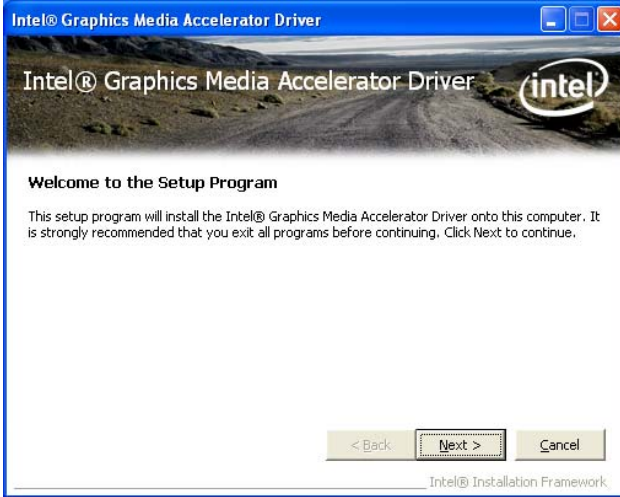 Intel® Graphics Media Accelerator Driver
Intel® Graphics Media Accelerator Driver
intel
Welcome to the Setup Program
This setup program will install the Intel® Graphics Media Accelerator Driver onto this computer. It
is strongly recommended that you exit all programs before continuing. Click Next to continue.
< Back
Next >
Cancel
Intel® Installation Framework